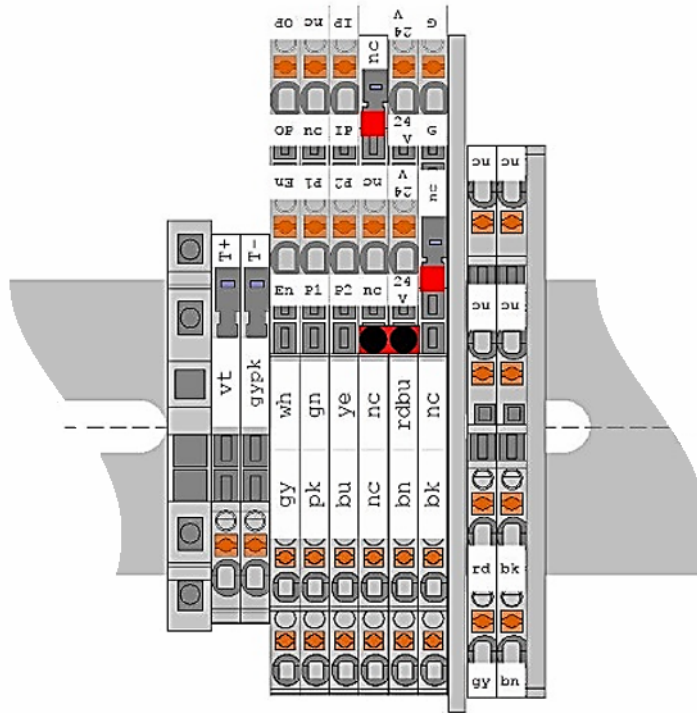 OP nc IP nc 24 V G
OP nc IP 24 V G
En P1 P2 nc 24 V nc
En P1 P2 nc 24 V
nc nc
T+ T-
nc nc
vt gypk wh gn ye nc rdbu nc
gy pk bu nc bn bk
rd bk
gy bn